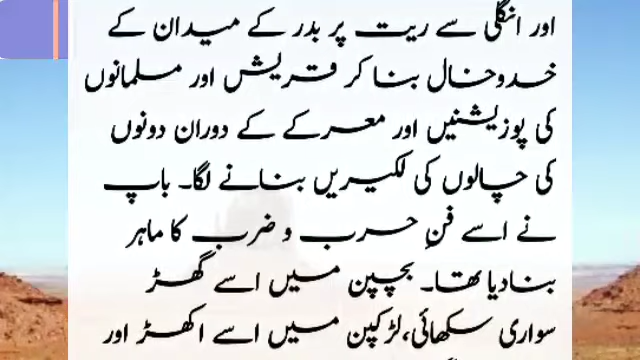 اور انگلی سے ریت پر بدر کے میدان کے
خدوخال بنا کر قریش اور مسلمانوں
کی پوزیشنیں اور معرکے کے دوران دونوں
کی چالوں کی لکیریں بنانے لگا۔ باپ
نے اسے فنِ حرب و ضرب کا ماہر
بنادیا تھا۔ بچپن میں اسے گھڑ
سواری سکھائی،لڑکپن میں اسے اکھڑ اور